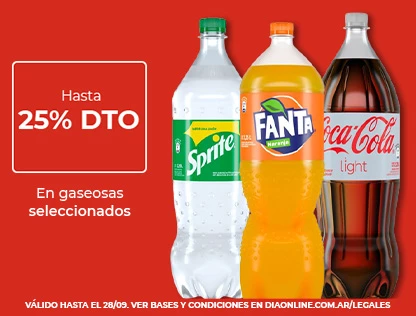 Hasta
25% DTO
En gaseosas
seleccionados
Sprite
FANTA
Naranja
Coca-Cola
light
VÁLIDO HASTA EL 28/09. VER BASES Y CONDICIONES EN DIAONLINE.COM.AR/LEGALES